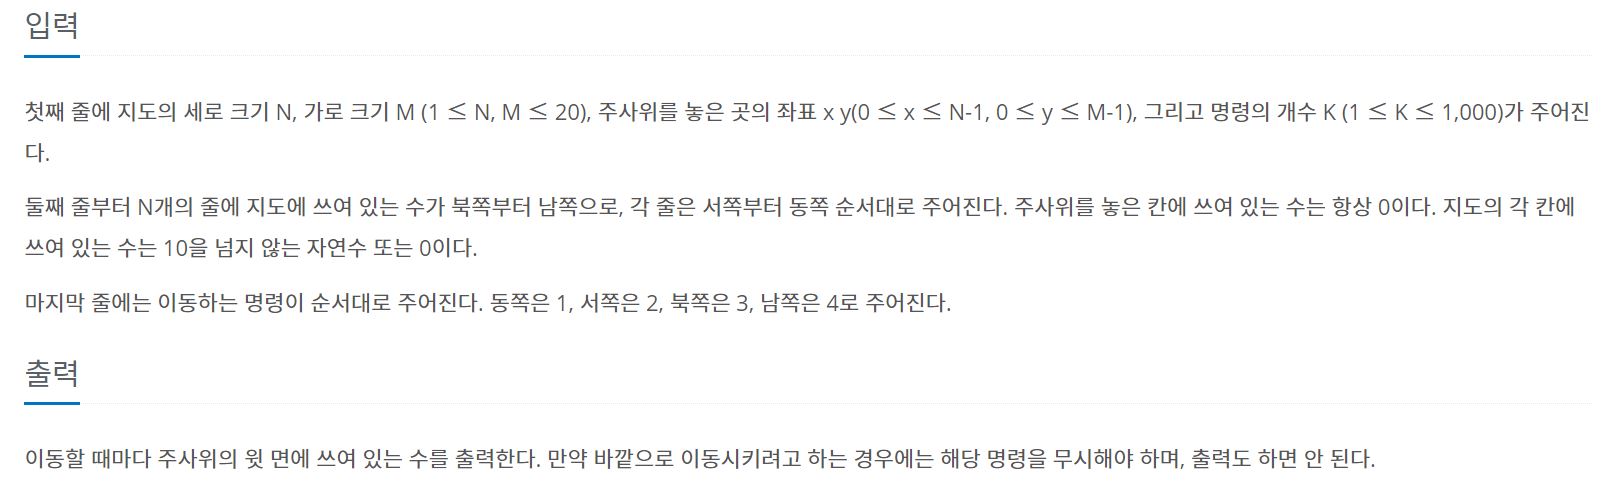 입력
첫째 줄에 지도의 세로 크기 N, 가로 크기 M (1 ≤ N, M ≤ 20), 주사위를 놓은 곳의 좌표 x y(0 ≤ x ≤ N-1, 0 ≤ y ≤ M-1), 그리고 명령의 개수 K (1 ≤ K ≤ 1,000)가 주어진
다.
둘째 줄부터 N개의 줄에 지도에 쓰여 있는 수가 북쪽부터 남쪽으로, 각 줄은 서쪽부터 동쪽 순서대로 주어진다. 주사위를 놓은 칸에 쓰여 있는 수는 항상 0이다. 지도의 각 칸에
쓰여 있는 수는 10을 넘지 않는 자연수 또는 0이다.
마지막 줄에는 이동하는 명령이 순서대로 주어진다. 동쪽은 1, 서쪽은 2, 북쪽은 3, 남쪽은 4로 주어진다.
출력
이동할 때마다 주사위의 윗 면에 쓰여 있는 수를 출력한다. 만약 바깥으로 이동시키려고 하는 경우에는 해당 명령을 무시해야 하며, 출력도 하면 안 된다.